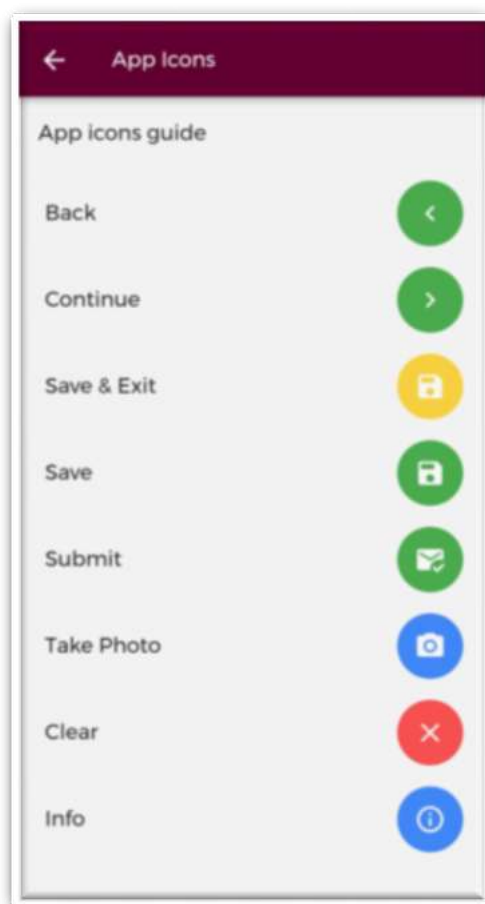 App Icons
App icons guide
Back
Continue
Save & Exit
Save
Submit
Take Photo
Clear
Info